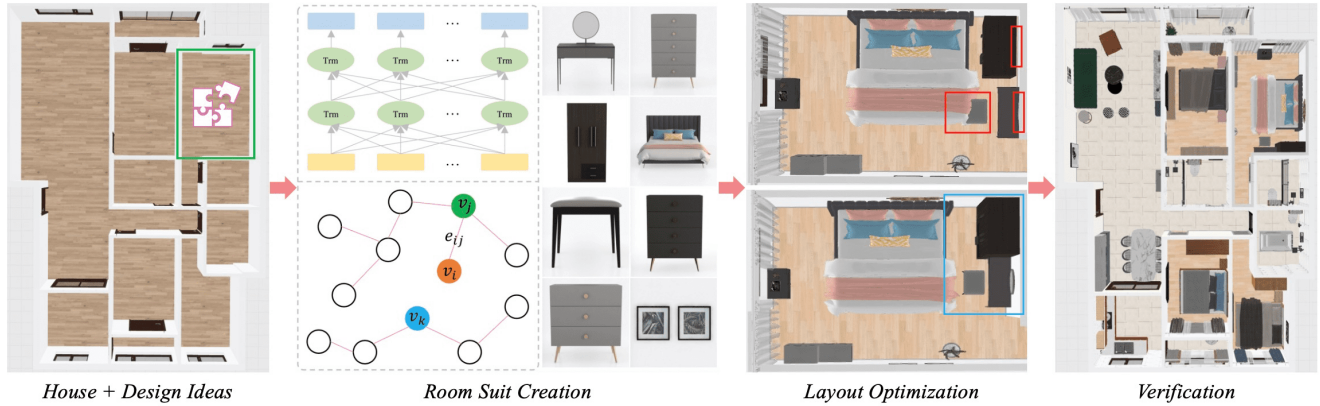 ...
Trm Trm ... Trm
Trm Trm ... Trm
...
v_j
e_ij
v_i
v_k
House + Design Ideas
Room Suit Creation
Layout Optimization
Verification